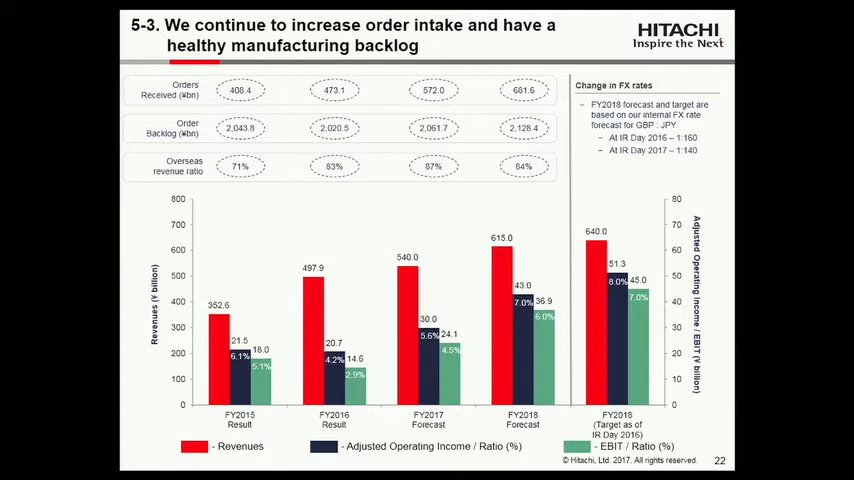 5-3. We continue to increase order intake and have a
healthy manufacturing backlog
HITACHI
Inspire the Next
Orders
Received (¥bn)
408.4
473.1
572.0
681.6
Order
Backlog (¥bn)
2,043.8
2,020.5
2,061.7
2,128.4
Overseas
revenue ratio
71%
83%
87%
84%
Change in FX rates
− FY2018 forecast and target are
based on our internal FX rate
forecast for GBP : JPY
− At IR Day 2016 – 1:160
− At IR Day 2017 – 1:140
Revenues (¥ billion)
800
700
600
500
400
300
200
100
0
352.6
21.5
6.1%
18.0
5.1%
497.9
20.7
4.2%
14.6
2.9%
540.0
30.0
5.6%
24.1
4.5%
615.0
43.0
7.0%
36.9
6.0%
640.0
51.3
8.0%
45.0
7.0%
80
70
60
50
40
30
20
10
0
Adjusted Operating Income / EBIT (¥ billion)
FY2015
Result
FY2016
Result
FY2017
Forecast
FY2018
Forecast
FY2018
(Target as of
IR Day 2016)
- Revenues
- Adjusted Operating Income / Ratio (%)
- EBIT / Ratio (%)
© Hitachi, Ltd. 2017. All rights reserved.
22